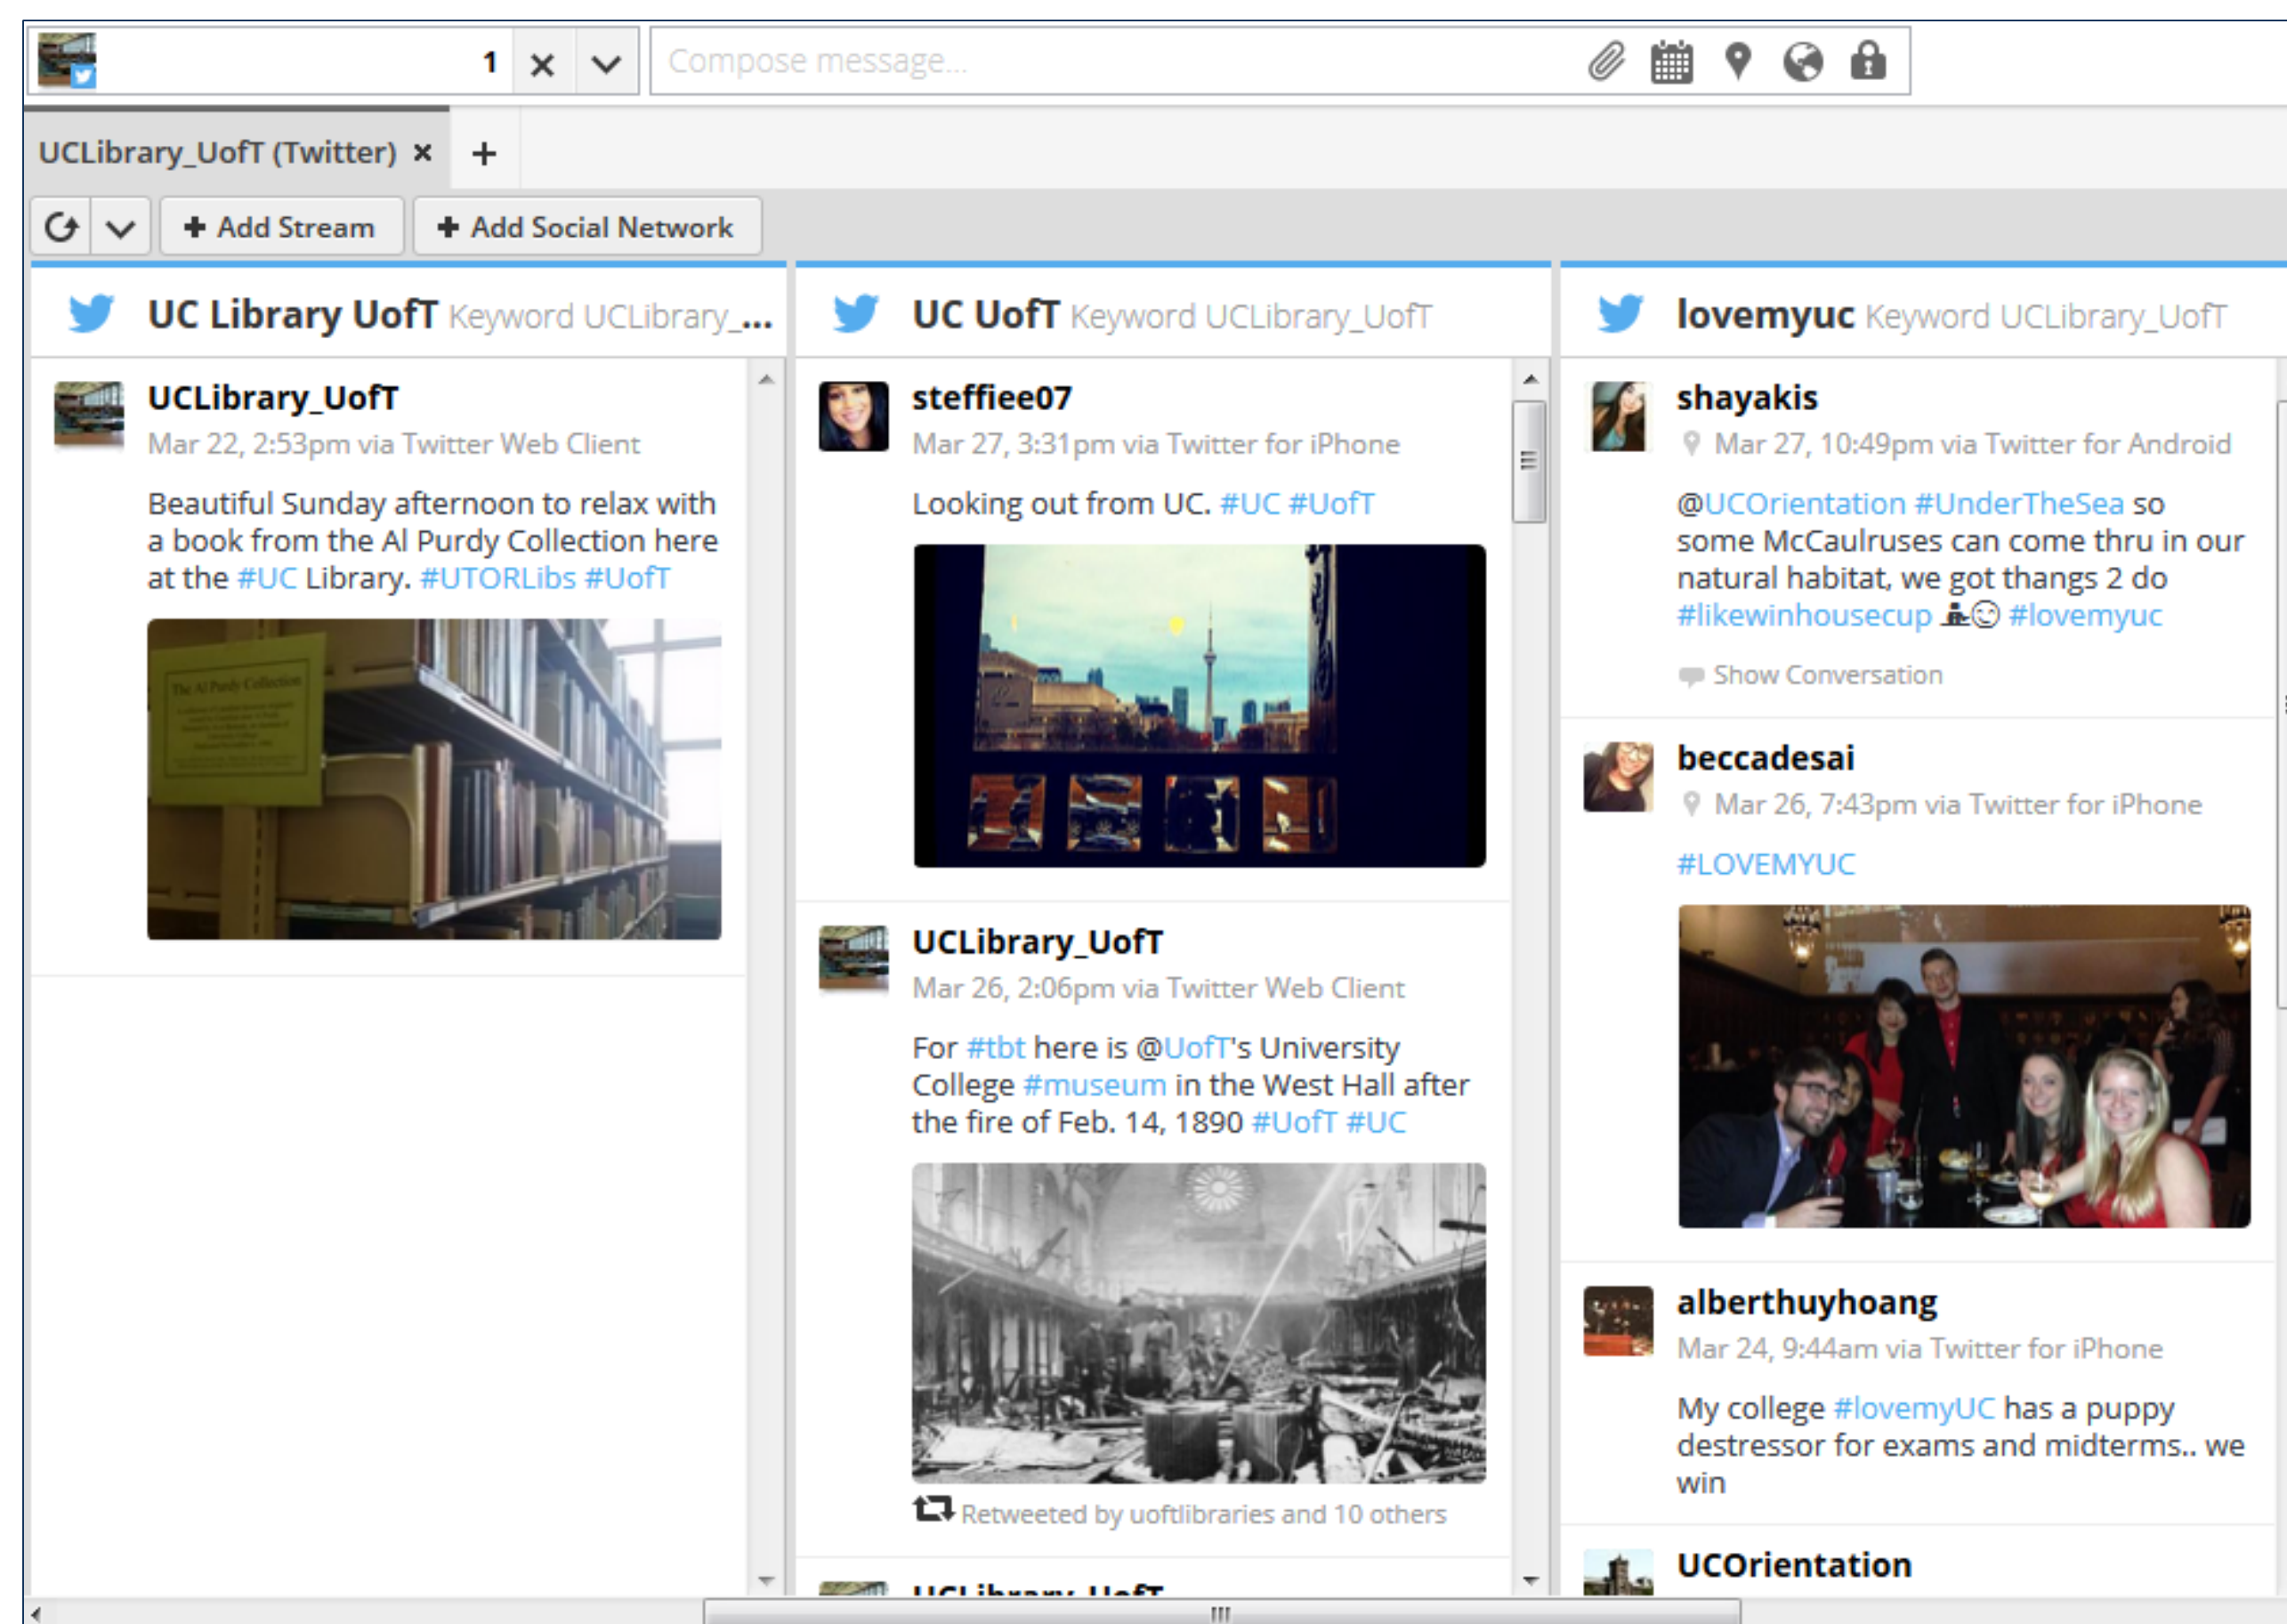 1
Compose message...
UCLibrary_UofT (Twitter)
Add Stream
Add Social Network
UC Library UofT Keyword UCLibrary_...
UCLibrary_UofT
Mar 22, 2:53pm via Twitter Web Client
Beautiful Sunday afternoon to relax with
a book from the Al Purdy Collection here
at the #UC Library. #UTORLibs #UofT
The Al Purdy Collection
UC UofT Keyword UCLibrary_UofT
steffiee07
Mar 27, 3:31pm via Twitter for iPhone
Looking out from UC. #UC #UofT
UCLibrary_UofT
Mar 26, 2:06pm via Twitter Web Client
For #tbt here is @UofT's University
College #museum in the West Hall after
the fire of Feb. 14, 1890 #UofT #UC
Retweeted by uoftlibraries and 10 others
UCLibrary_UofT
lovemyuc Keyword UCLibrary_UofT
shayakis
Mar 27, 10:49pm via Twitter for Android
@UCOrientation #UnderTheSea so
some McCaulruses can come thru in our
natural habitat, we got thangs 2 do
#likewinhousecup #lovemyuc
Show Conversation
beccadesai
Mar 26, 7:43pm via Twitter for iPhone
#LOVEMYUC
alberthuyhoang
Mar 24, 9:44am via Twitter for iPhone
My college #lovemyUC has a puppy
destressor for exams and midterms.. we
win
UCOrientation